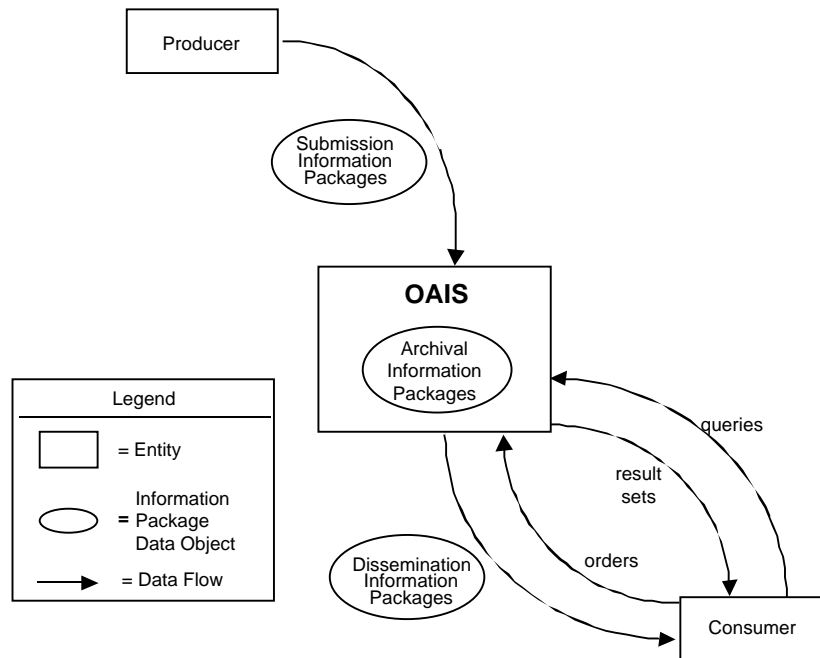 Producer
Submission
Information
Packages
OAIS
Archival
Information
Packages
queries
result
sets
orders
Dissemination
Information
Packages
Consumer
Legend
= Entity
Information
= Package
Data Object
= Data Flow